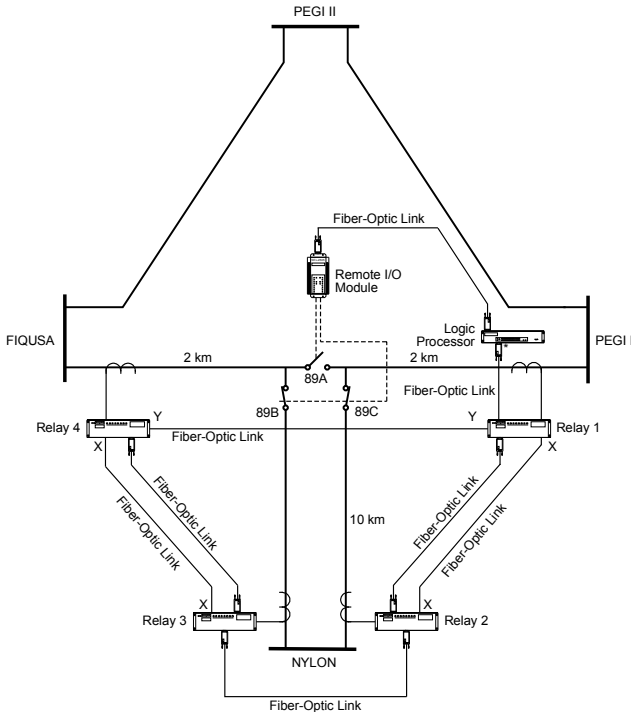 PEGI II
Fiber-Optic Link
Remote I/O
Module
Logic
Processor
FIQUSA
PEGI I
2 km
2 km
89A
Fiber-Optic Link
89B
89C
Relay 4
Y
Fiber-Optic Link
Y
Relay 1
X
X
Fiber-Optic Link
Fiber-Optic Link
10 km
Fiber-Optic Link
Fiber-Optic Link
X
X
Relay 3
Relay 2
NYLON
Fiber-Optic Link